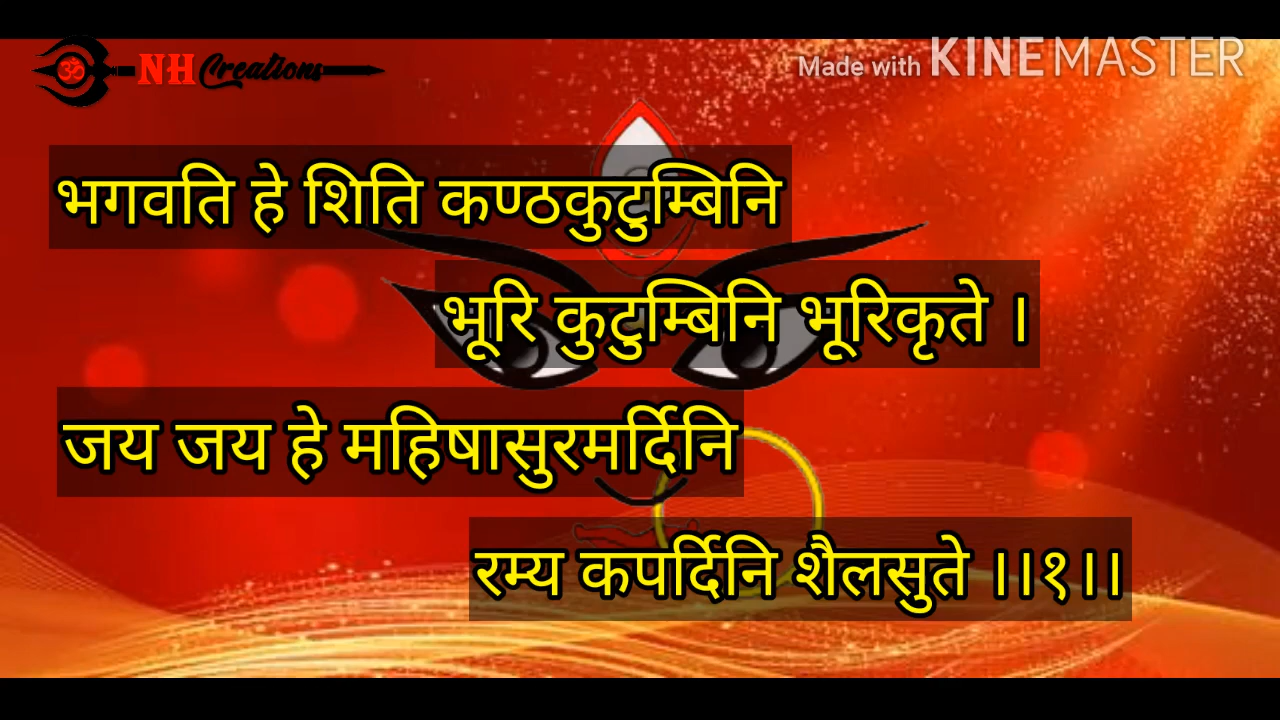 ॐ NH Creations
Made with KINEMASTER
भगवति हे शिति कण्ठकुटुम्बिनि
भूरि कुटुम्बिनि भूरिकृते ।
जय जय हे महिषासुरमर्दिनि
रम्य कपर्दिनि शैलसुते ।।१।।